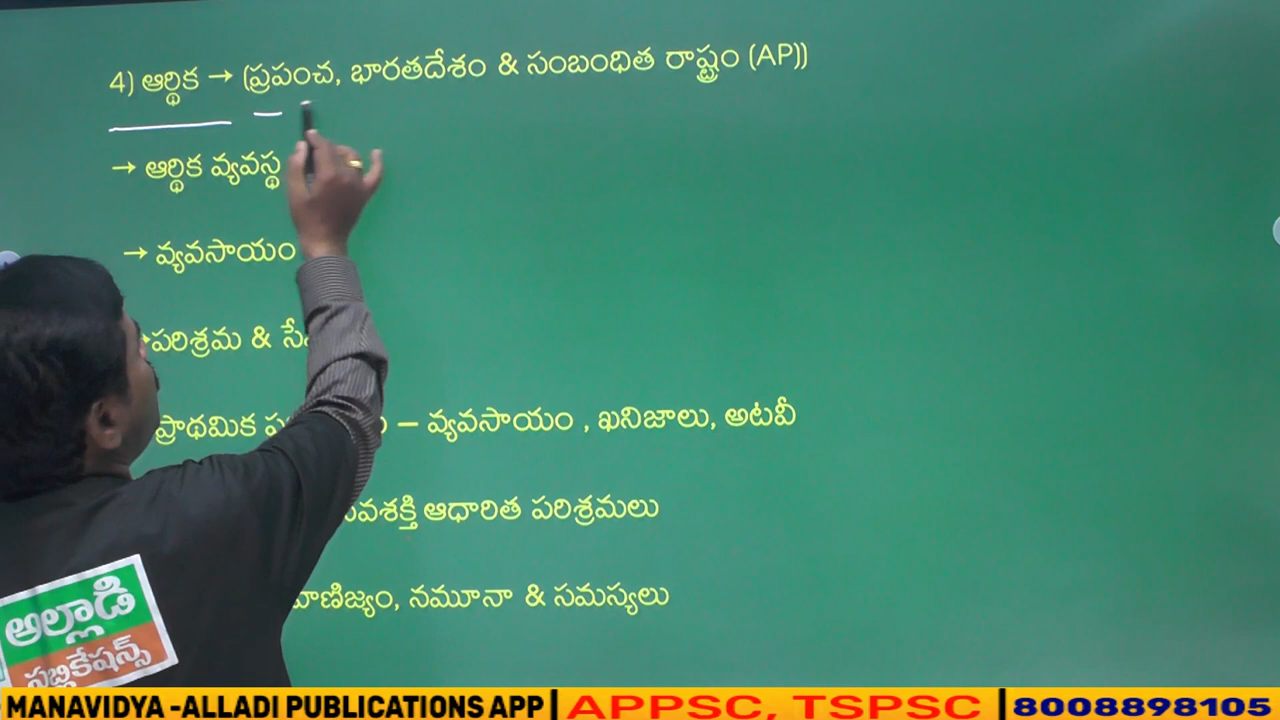 4) ఆర్థిక → (ప్రపంచ, భారతదేశం & సంబంధిత రాష్ట్రం (AP))
→ ఆర్థిక వ్యవస్థ
→ వ్యవసాయం
పరిశ్రమ &
ప్రాథమిక – వ్యవసాయం , ఖనిజాలు, అటవీ
ఆధారిత పరిశ్రమలు
నమూనా & సమస్యలు
అల్లాడి
పబ్లికేషన్స్
MANAVIDYA -ALLADI PUBLICATIONS APP | APPSC, TSPSC | 8008898105